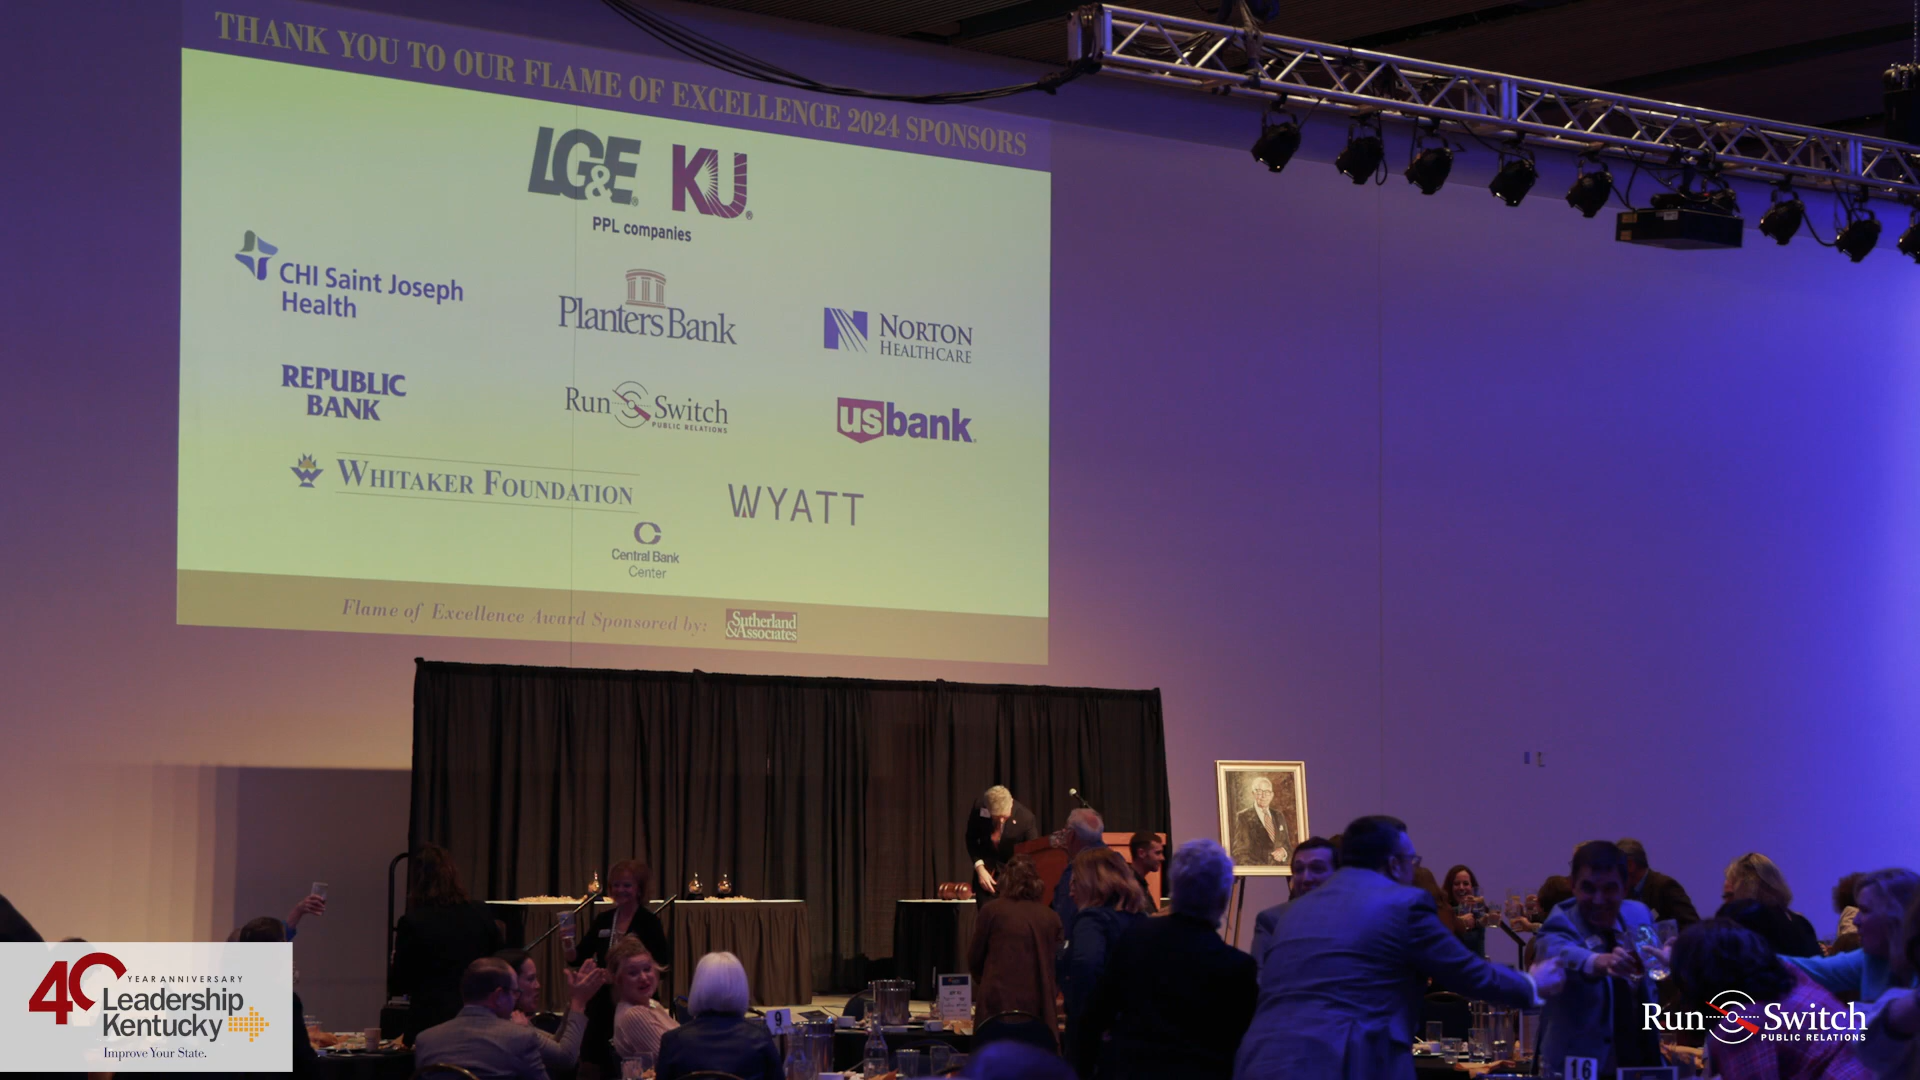 THANK YOU TO OUR FLAME OF EXCELLENCE 2024 SPONSORS
LG&E® KU®
PPL companies
CHI Saint Joseph
Health
Planters Bank
NORTON
HEALTHCARE
REPUBLIC
BANK
Run Switch
PUBLIC RELATIONS
usbank.
WHITAKER FOUNDATION
WYATT
Central Bank
Center
Flame of Excellence Award Sponsored by:
Sutherland
&Associates
9
16
40 YEAR ANNIVERSARY
Leadership
Kentucky
Improve Your State.
Run Switch
PUBLIC RELATIONS